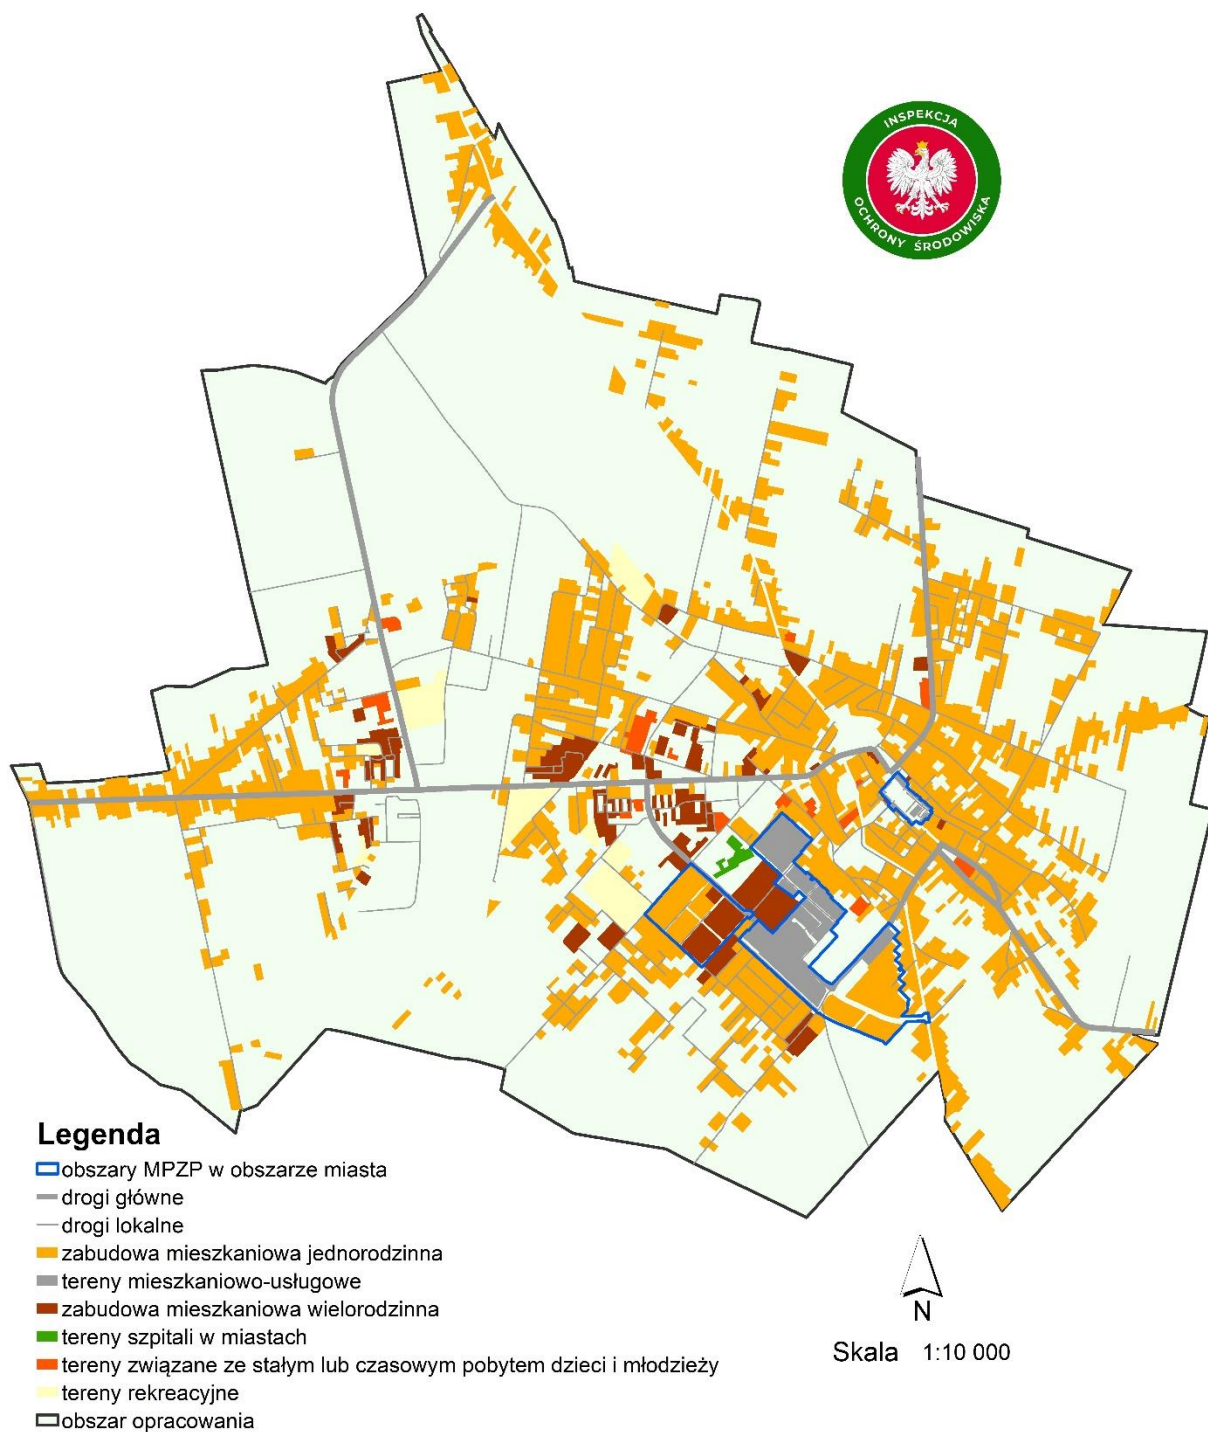 INSPEKCJA
OCHRONY ŚRODOWISKA
Legenda
obszary MPZP w obszarze miasta
drogi główne
drogi lokalne
zabudowa mieszkaniowa jednorodzinna
tereny mieszkaniowo-usługowe
zabudowa mieszkaniowa wielorodzinna
tereny szpitali w miastach
tereny związane ze stałym lub czasowym pobytem dzieci i młodzieży
tereny rekreacyjne
obszar opracowania
N
Skala 1:10 000